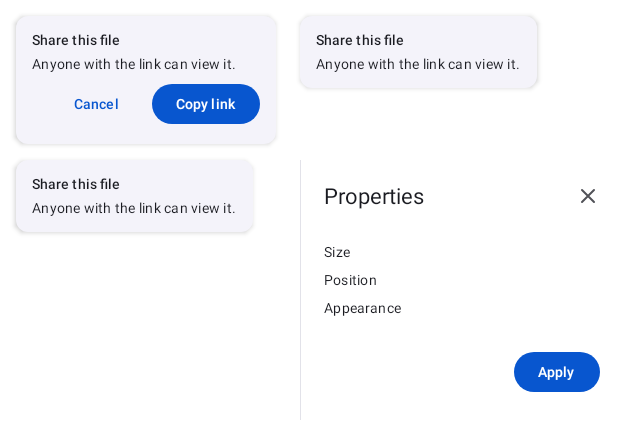 Share this file
Anyone with the link can view it.
Cancel
Copy link
Share this file
Anyone with the link can view it.
Share this file
Anyone with the link can view it.
Properties
Size
Position
Appearance
Apply